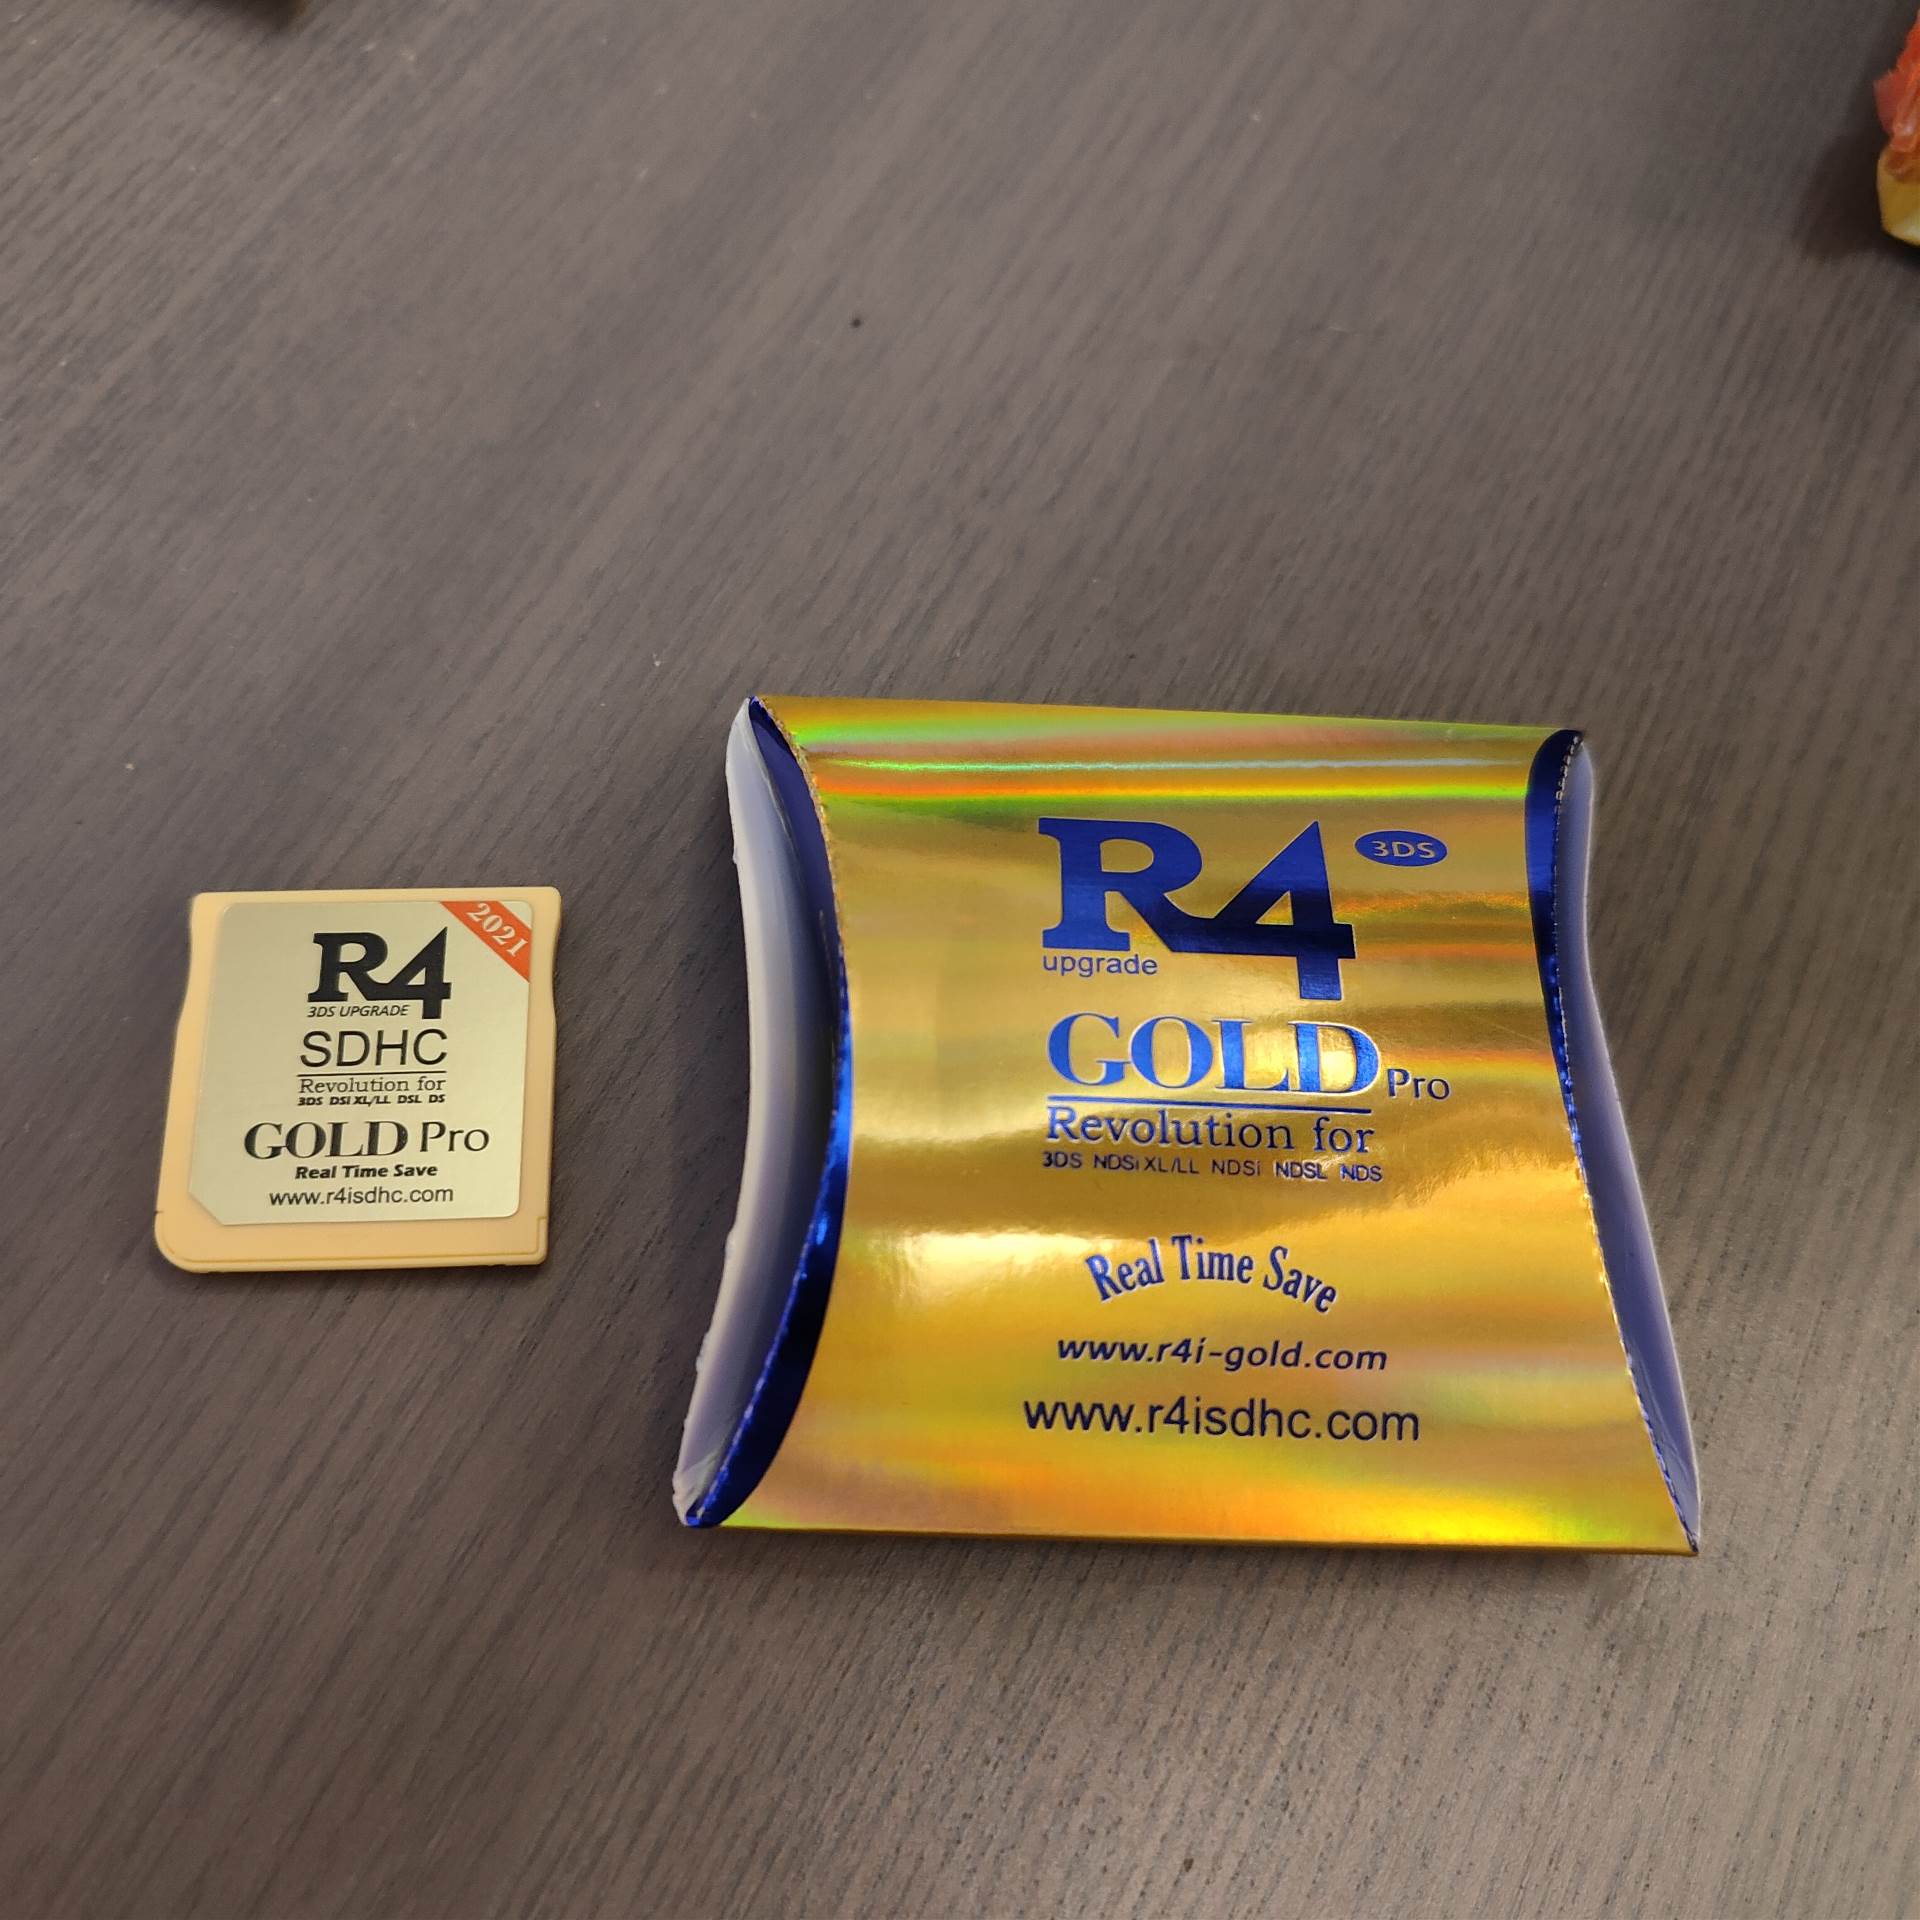 2021
R4
3DS UPGRADE
SDHC
Revolution for
3DS DSI XL/LL DSL DS
GOLD Pro
Real Time Save
www.r4isdhc.com
R4 3DS
upgrade
GOLD Pro
Revolution for
3DS NDSi XL/LL NDSi NDSL NDS
Real Time Save
www.r4i-gold.com
www.r4isdhc.com